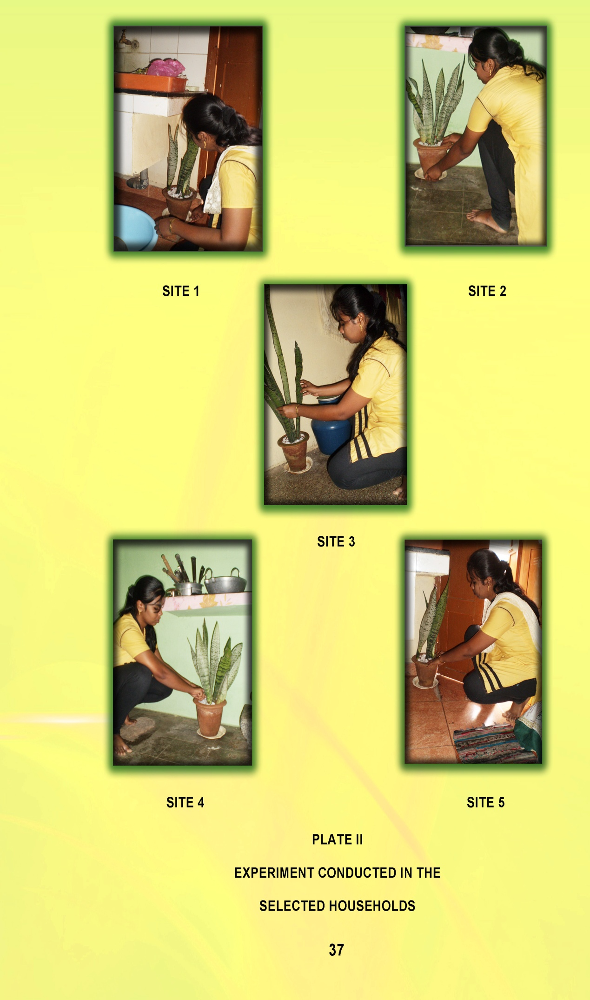 SITE 1
SITE 2
SITE 3
SITE 4
SITE 5
PLATE II
EXPERIMENT CONDUCTED IN THE
SELECTED HOUSEHOLDS
37